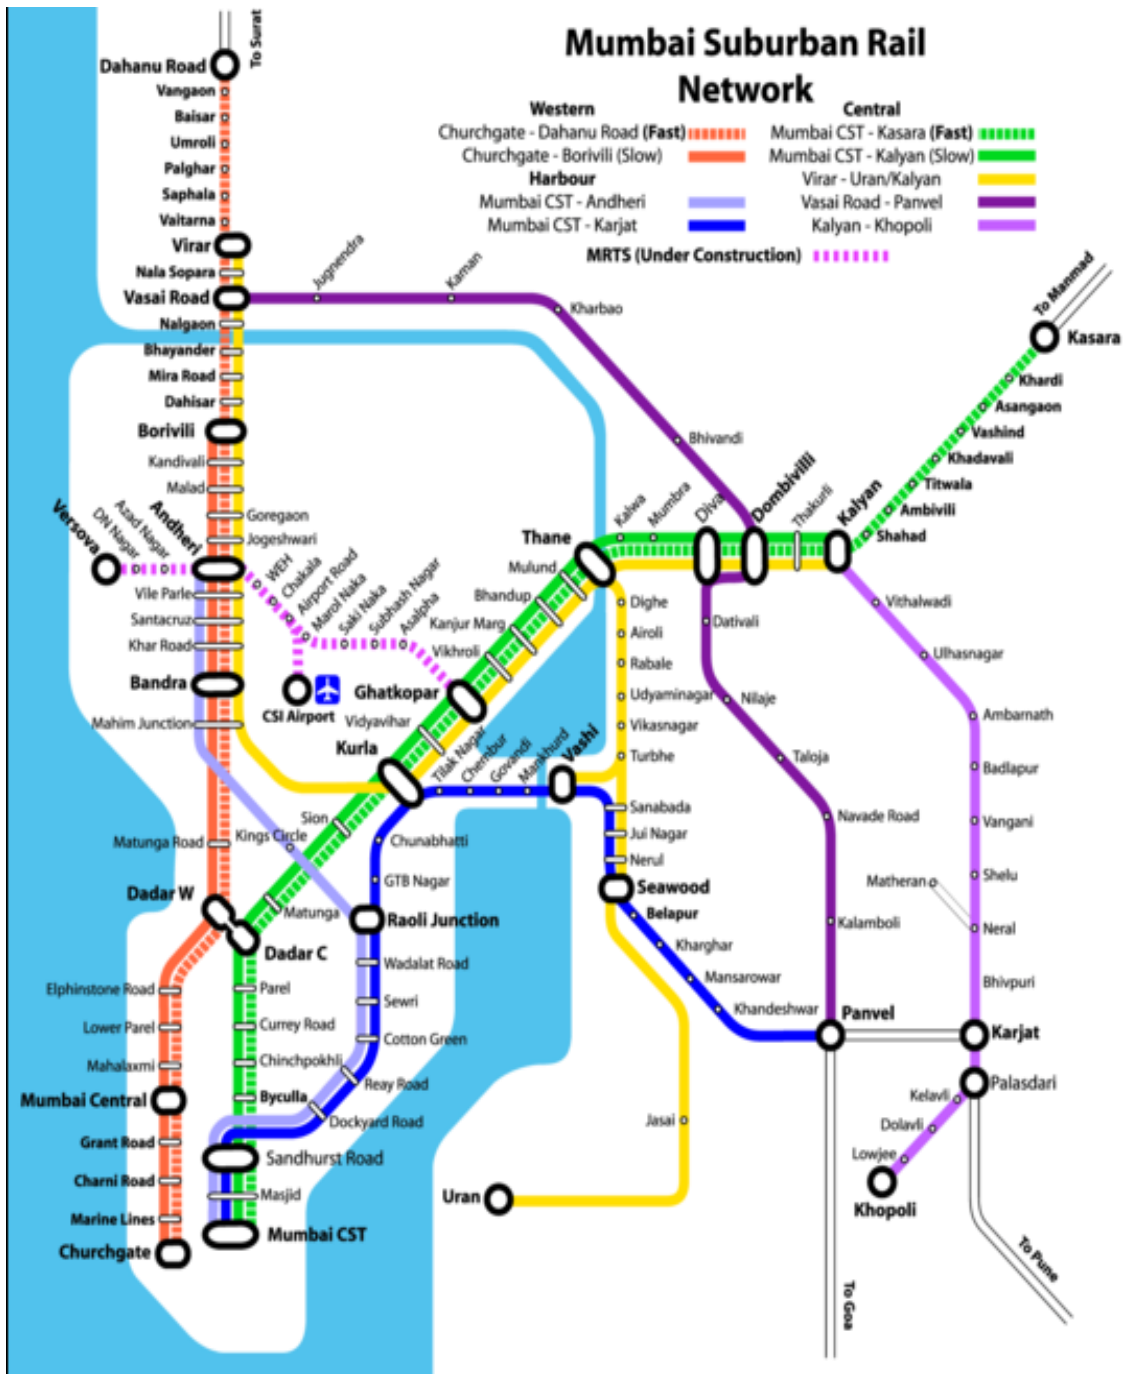 Mumbai Suburban Rail
Network
Western
Churchgate - Dahanu Road (Fast)
Churchgate - Borivili (Slow)
Harbour
Mumbai CST - Andheri
Mumbai CST - Karjat
Central
Mumbai CST - Kasara (Fast)
Mumbai CST - Kalyan (Slow)
Virar - Uran/Kalyan
Vasai Road - Panvel
Kalyan - Khopoli
MRTS (Under Construction)
To Surat
Dahanu Road
Vangaon
Baisar
Umroli
Palghar
Saphala
Vaitarna
Virar
Nala Sopara
Vasai Road
Nalgaon
Bhayander
Mira Road
Dahisar
Borivili
Kandivali
Malad
Goregaon
Jogeshwari
Andheri
Azad Nagar
DN Nagar
Versova
WEH
Chakala
Airport Road
Marol Naka
Saki Naka
Subhash Nagar
Asalpha
CSI Airport
Vile Parle
Santacruz
Khar Road
Bandra
Mahim Junction
Matunga Road
Dadar W
Elphinstone Road
Lower Parel
Mahalaxmi
Mumbai Central
Grant Road
Charni Road
Marine Lines
Churchgate
Jugnendra
Kaman
Kharbao
Bhivandi
To Manmad
Kasara
Khardi
Asangaon
Vashind
Khadavali
Titwala
Ambivili
Shahad
Kalyan
Thakurli
Dombivilli
Diva
Mumbra
Kalwa
Thane
Mulund
Bhandup
Kanjur Marg
Vikhroli
Ghatkopar
Vidyavihar
Kurla
Sion
Kings Circle
Matunga
Dadar C
Parel
Currey Road
Chinchpokhli
Byculla
Sandhurst Road
Masjid
Mumbai CST
Tilak Nagar
Chembur
Govandi
Mankhurd
Vashi
Chunabhatti
GTB Nagar
Raoli Junction
Wadalat Road
Sewri
Cotton Green
Reay Road
Dockyard Road
Dighe
Airoli
Rabale
Udyaminagar
Vikasnagar
Turbhe
Sanabada
Jui Nagar
Nerul
Seawood
Belapur
Kharghar
Mansarowar
Khandeshwar
Panvel
Jasai
Uran
Dativali
Nilaje
Taloja
Navade Road
Kalamboli
Vithalwadi
Ulhasnagar
Ambarnath
Badlapur
Vangani
Shelu
Matheran
Neral
Bhivpuri
Karjat
Palasdari
Kelavli
Dolavli
Lowjee
Khopoli
To Pune
To Goa